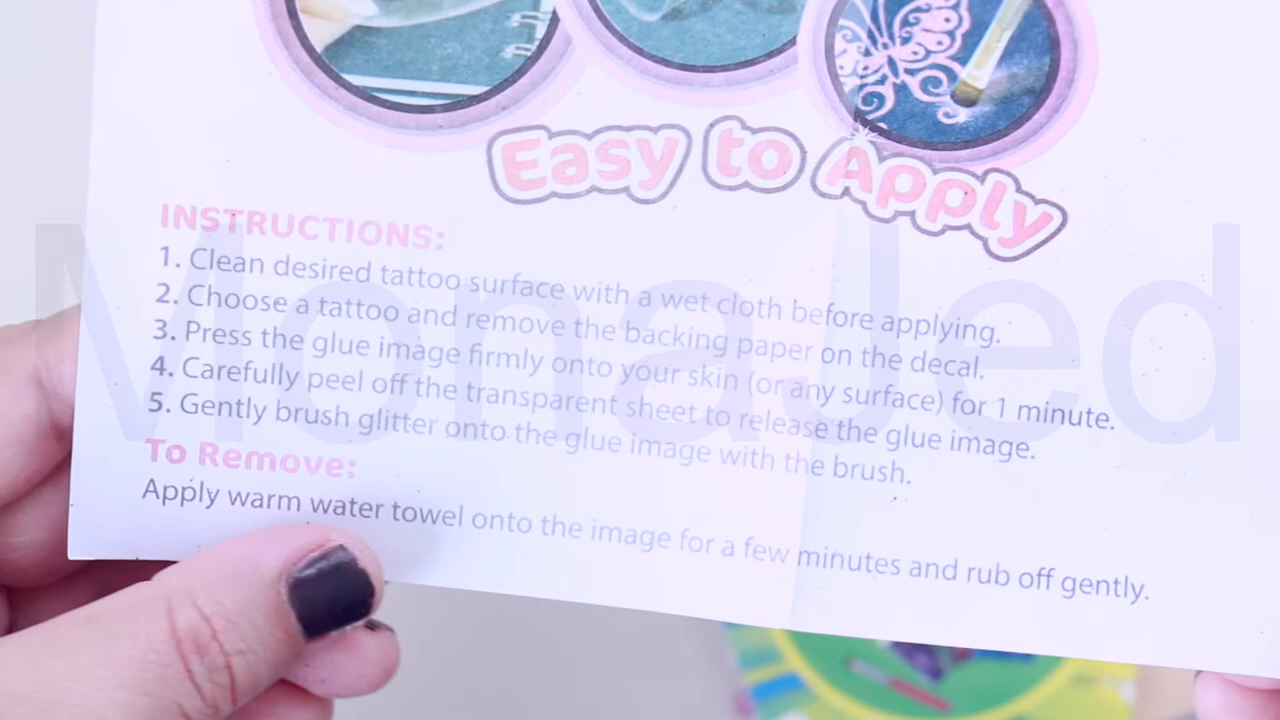 Easy to Apply
INSTRUCTIONS:
1. Clean desired tattoo surface with a wet cloth before applying.
2. Choose a tattoo and remove the backing paper on the decal.
3. Press the glue image firmly onto your skin (or any surface) for 1 minute.
4. Carefully peel off the transparent sheet to release the glue image.
5. Gently brush glitter onto the glue image with the brush.
To Remove:
Apply warm water towel onto the image for a few minutes and rub off gently.
MonaJed